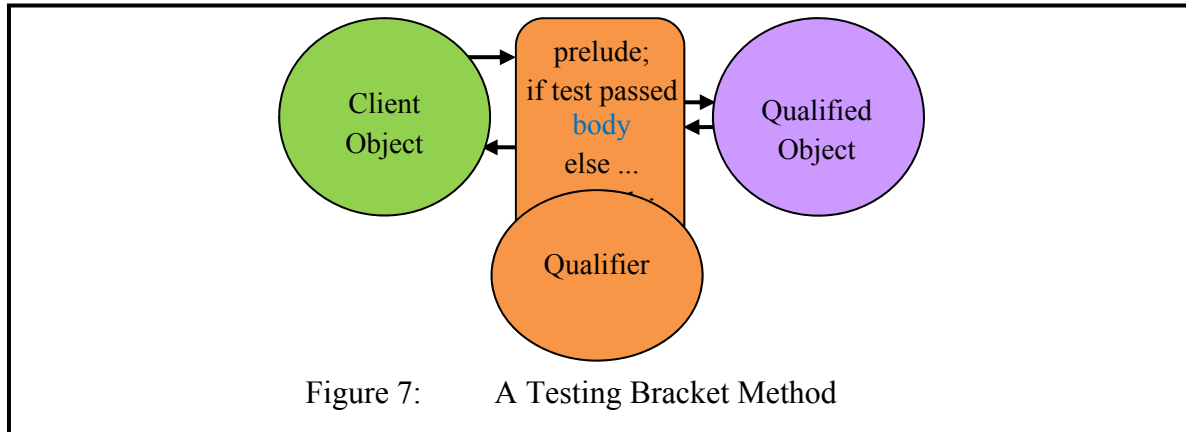 Client
Object
prelude;
if test passed
body
else ...
Qualified
Object
Qualifier
Figure 7: A Testing Bracket Method